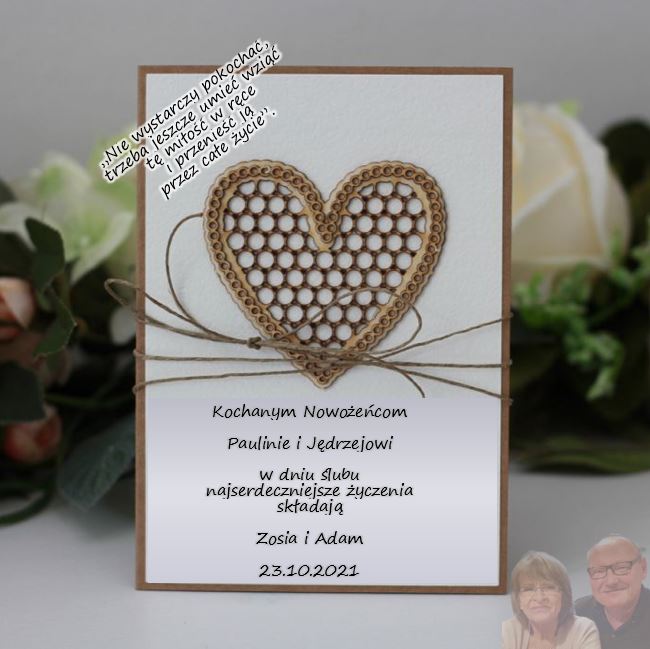 „Nie wystarczy pokochać,
trzeba jeszcze umieć wziąć
tę miłość w ręce
i przenieść ją
przez całe życie”.
Kochanym Nowożeńcom
Paulinie i Jędrzejowi
w dniu ślubu
najserdeczniejsze życzenia
składają
Zosia i Adam
23.10.2021